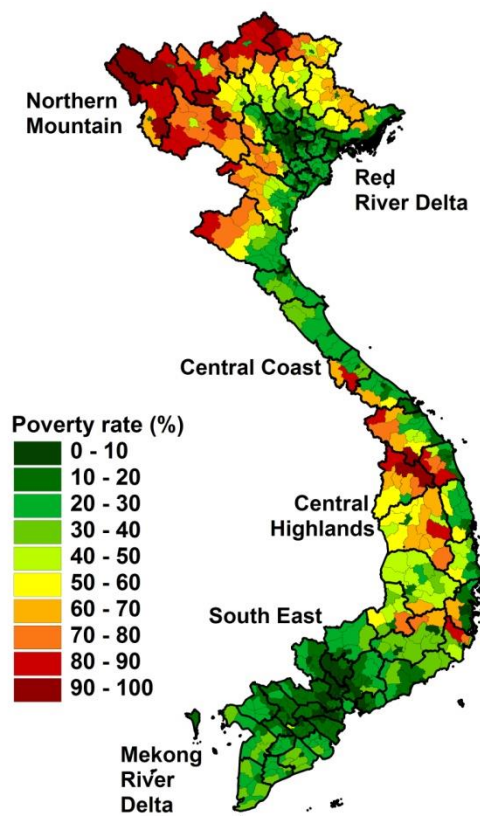 Northern
Mountain
Red
River Delta
Central Coast
Poverty rate (%)
0 - 10
10 - 20
20 - 30
30 - 40
40 - 50
50 - 60
60 - 70
70 - 80
80 - 90
90 - 100
Central
Highlands
South East
Mekong
River
Delta